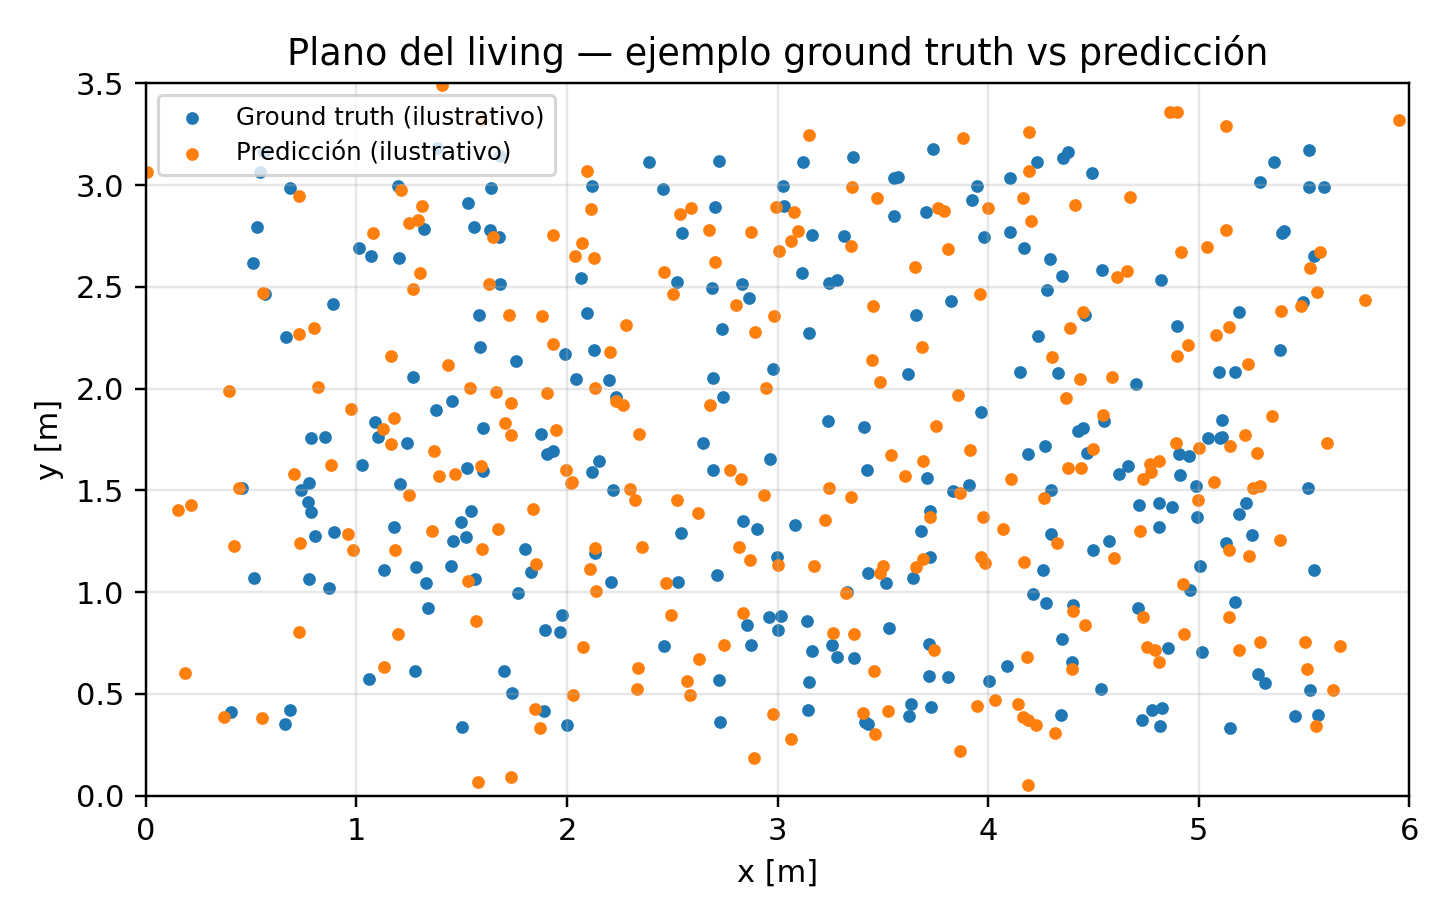 Plano del living — ejemplo ground truth vs predicción
Ground truth (ilustrativo)
Predicción (ilustrativo)
3.5
3.0
2.5
2.0
1.5
1.0
0.5
0.0
y [m]
0 1 2 3 4 5 6
x [m]